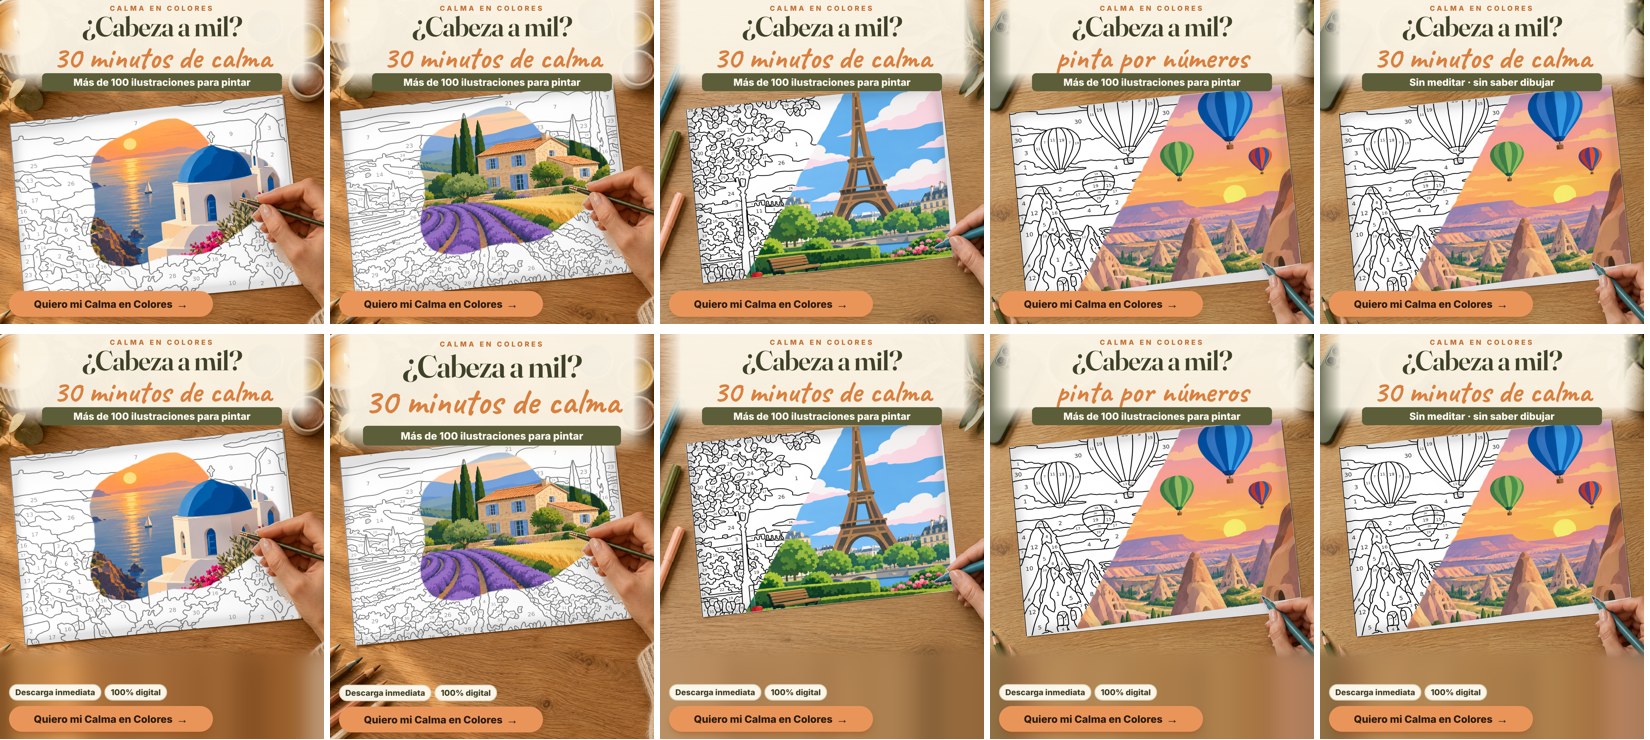 CALMA EN COLORES
¿Cabeza a mil?
30 minutos de calma
Más de 100 ilustraciones para pintar
Quiero mi Calma en Colores →
CALMA EN COLORES
¿Cabeza a mil?
30 minutos de calma
Más de 100 ilustraciones para pintar
Quiero mi Calma en Colores →
CALMA EN COLORES
¿Cabeza a mil?
30 minutos de calma
Más de 100 ilustraciones para pintar
Quiero mi Calma en Colores →
CALMA EN COLORES
¿Cabeza a mil?
pinta por números
Más de 100 ilustraciones para pintar
Quiero mi Calma en Colores →
CALMA EN COLORES
¿Cabeza a mil?
30 minutos de calma
Sin meditar · sin saber dibujar
Quiero mi Calma en Colores →
CALMA EN COLORES
¿Cabeza a mil?
30 minutos de calma
Más de 100 ilustraciones para pintar
Descarga inmediata 100% digital
Quiero mi Calma en Colores →
CALMA EN COLORES
¿Cabeza a mil?
30 minutos de calma
Más de 100 ilustraciones para pintar
Descarga inmediata 100% digital
Quiero mi Calma en Colores →
CALMA EN COLORES
¿Cabeza a mil?
30 minutos de calma
Más de 100 ilustraciones para pintar
Descarga inmediata 100% digital
Quiero mi Calma en Colores →
CALMA EN COLORES
¿Cabeza a mil?
pinta por números
Más de 100 ilustraciones para pintar
Descarga inmediata 100% digital
Quiero mi Calma en Colores →
CALMA EN COLORES
¿Cabeza a mil?
30 minutos de calma
Sin meditar · sin saber dibujar
Descarga inmediata 100% digital
Quiero mi Calma en Colores →